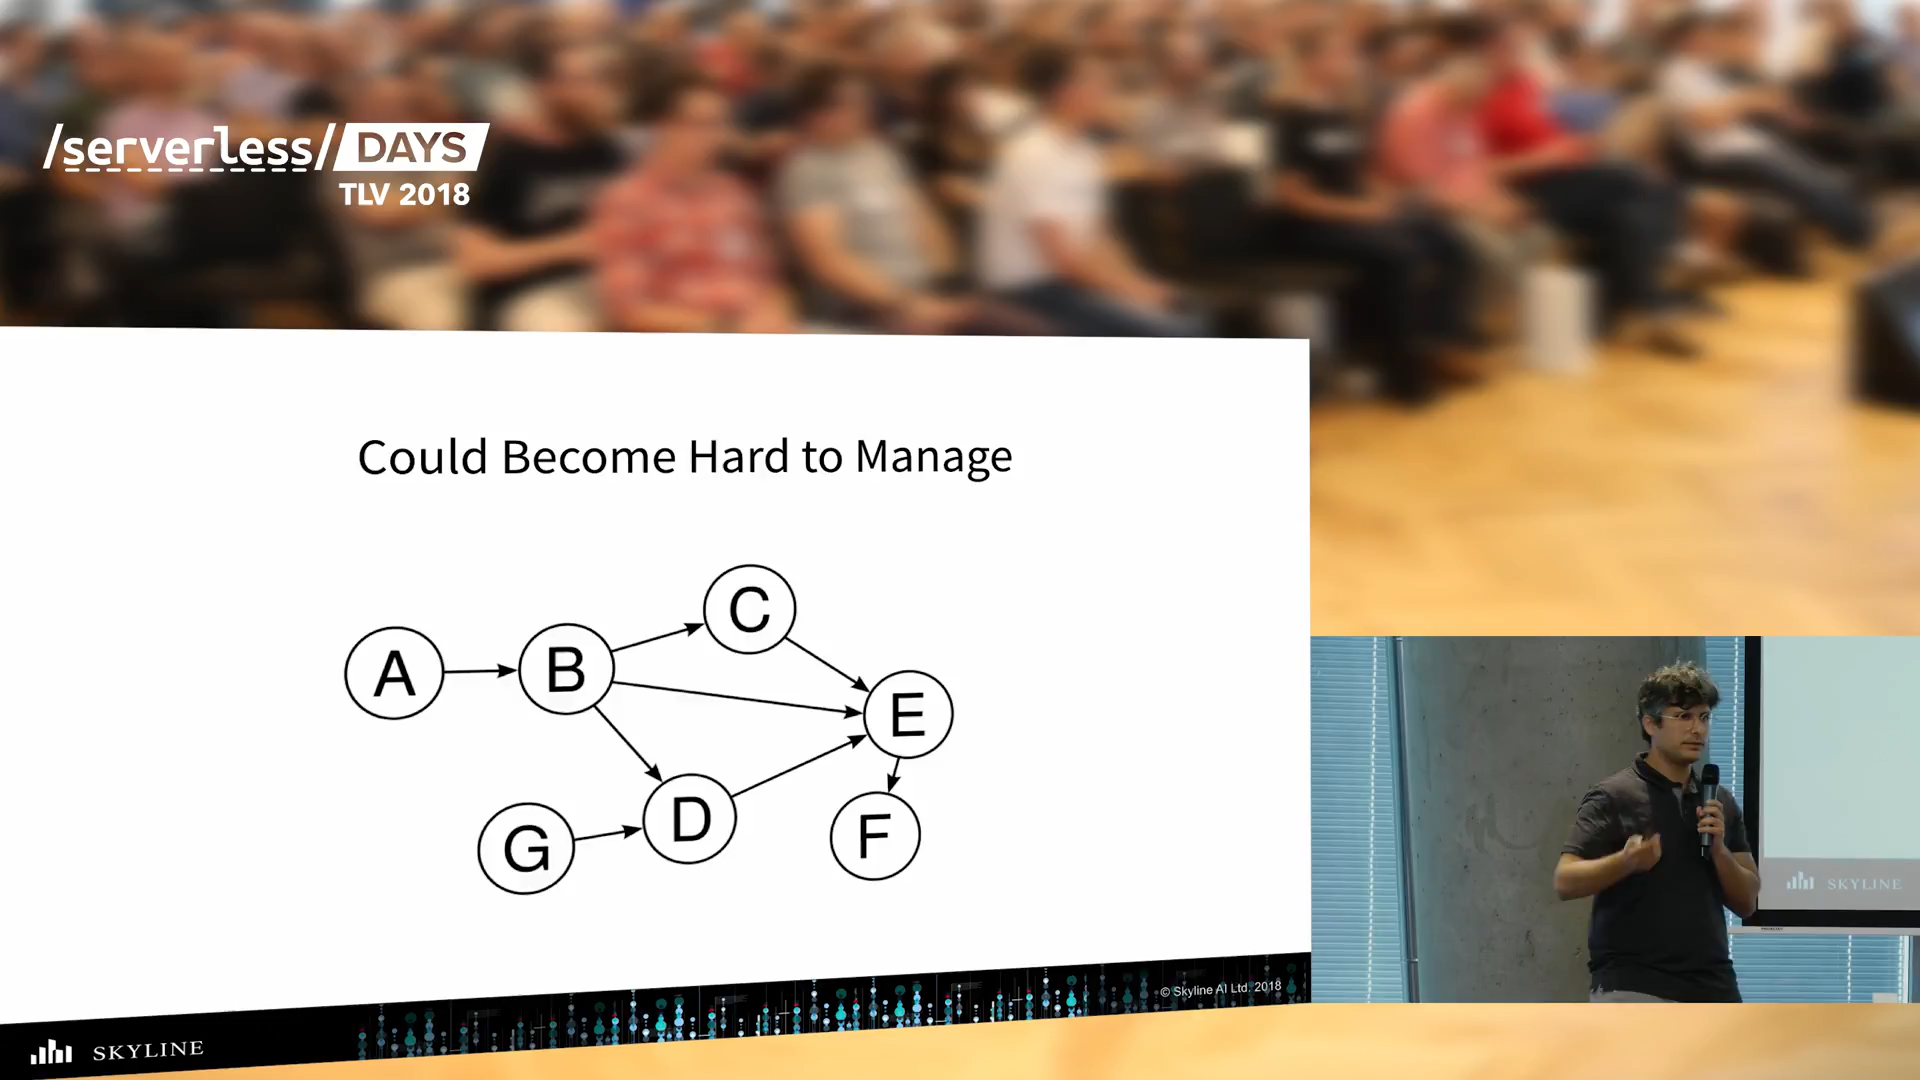 /serverless/ DAYS
TLV 2018
Could Become Hard to Manage
A
B
C
D
E
F
G
© Skyline AI Ltd. 2018
SKYLINE
SKYLINE